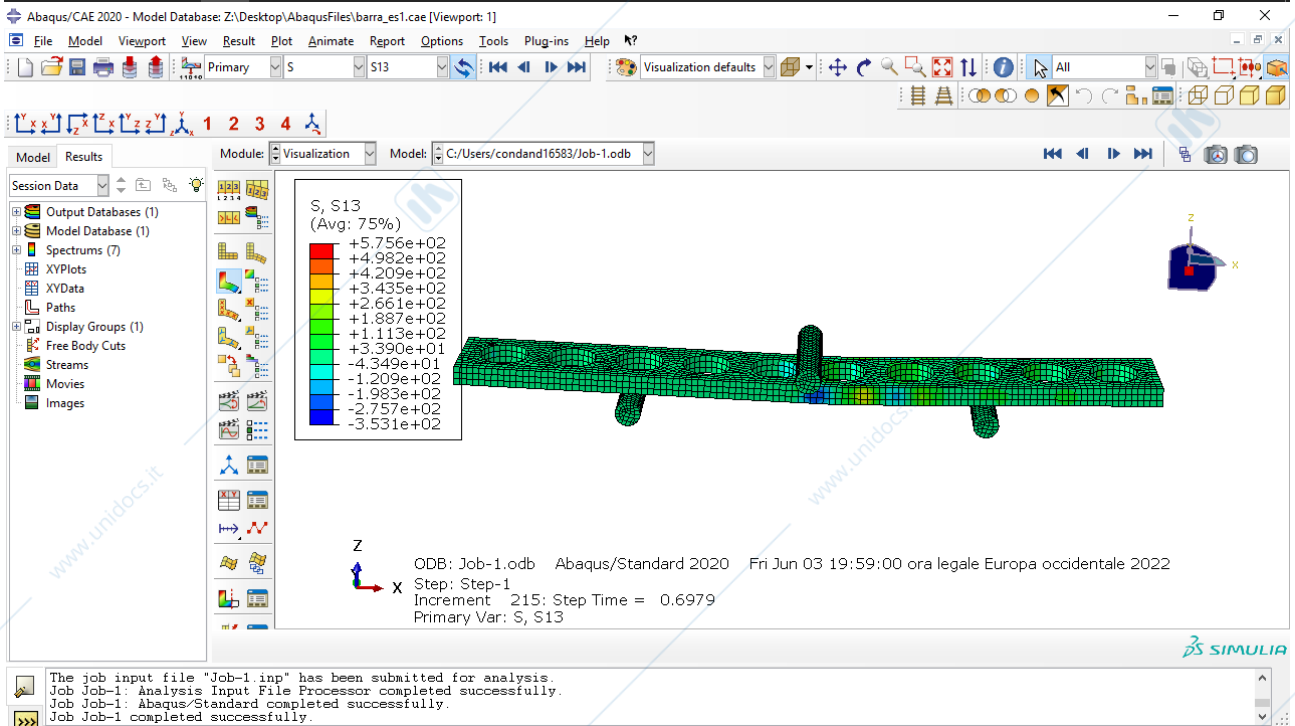 Abaqus/CAE 2020 - Model Database: Z:\Desktop\AbaqusFiles\barra_es1.cae [Viewport: 1]
File Model Viewport View Result Plot Animate Report Options Tools Plug-ins Help
Primary S S13 Visualization defaults All
1 2 3 4
Model Results Module: Visualization Model: C:/Users/condand16583/Job-1.odb
Session Data
Output Databases (1)
Model Database (1)
Spectrums (7)
XYPlots
XYData
Paths
Display Groups (1)
Free Body Cuts
Streams
Movies
Images
S, S13
(Avg: 75%)
+5.756e+02
+4.982e+02
+4.209e+02
+3.435e+02
+2.661e+02
+1.887e+02
+1.113e+02
+3.390e+01
-4.349e+01
-1.209e+02
-1.983e+02
-2.757e+02
-3.531e+02
Z
X
Z
X
ODB: Job-1.odb Abaqus/Standard 2020 Fri Jun 03 19:59:00 ora legale Europa occidentale 2022
Step: Step-1
Increment 215: Step Time = 0.6979
Primary Var: S, S13
SIMULIA
The job input file "Job-1.inp" has been submitted for analysis.
Job Job-1: Analysis Input File Processor completed successfully.
Job Job-1: Abaqus/Standard completed successfully.
Job Job-1 completed successfully.
www.unidocs.it
www.unidocs.it